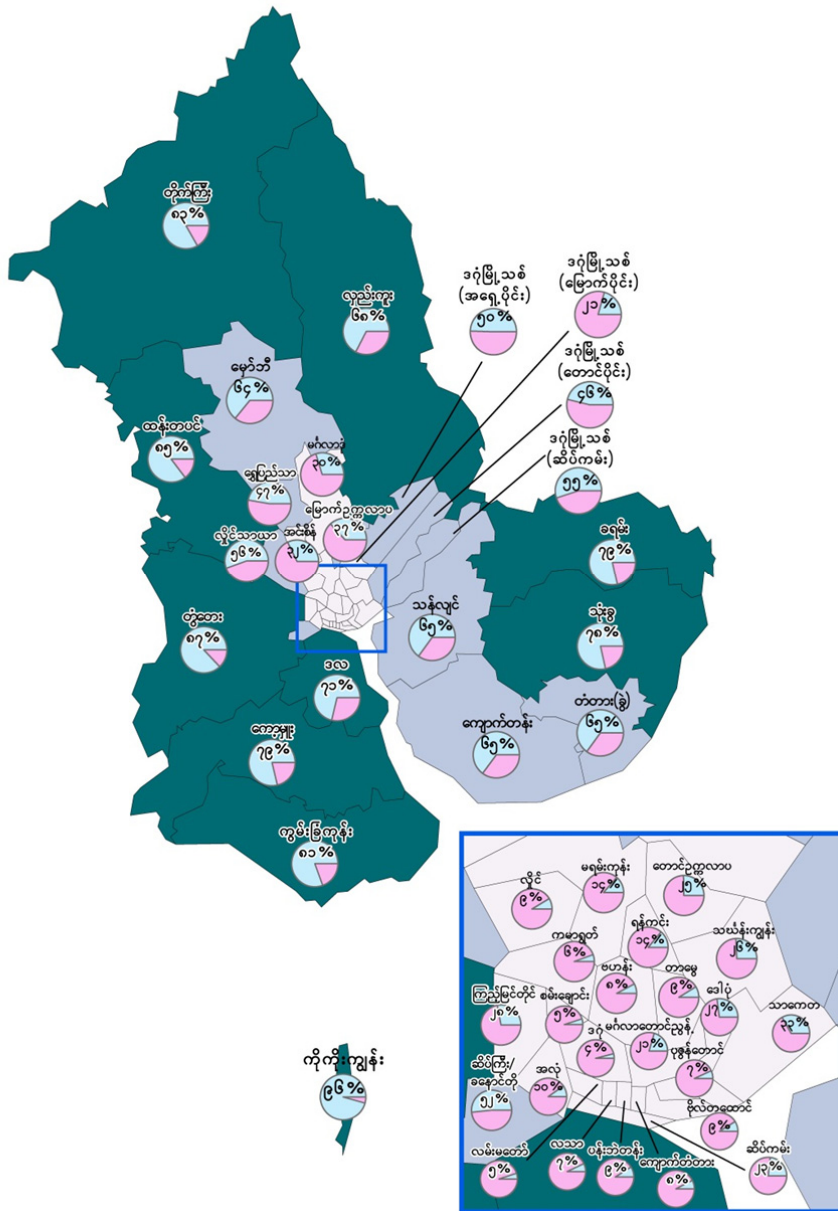 တိုက်ကြီး
၈၃%
လှည်းကူး
၆၈%
ဒဂုံမြို့သစ်
(အရှေ့ပိုင်း)
၅၀%
ဒဂုံမြို့သစ်
(မြောက်ပိုင်း)
၂၁%
ဒဂုံမြို့သစ်
(တောင်ပိုင်း)
၄၆%
ဒဂုံမြို့သစ်
(ဆိပ်ကမ်း)
၅၅%
မှော်ဘီ
၆၄%
ထန်းတပင်
၈၅%
မင်္ဂလာဒုံ
၃၀%
ရွှေပြည်သာ
၄၇%
မြောက်ဥက္ကလာပ
၃၇%
လှိုင်သာယာ
၅၆%
အင်းစိန်
၃၂%
ခရမ်း
၇၉%
သန်လျင်
၆၅%
သုံးခွ
၇၈%
တွံတေး
၈၇%
ဒလ
၇၁%
တံတား(ခွဲ)
၆၅%
ကျောက်တန်း
၆၅%
ကော့မှူး
၇၉%
ကွမ်းခြံကုန်း
၈၁%
ကိုကိုးကျွန်း
၉၆%
လှိုင်
၉%
မရမ်းကုန်း
၁၄%
တောင်ဥက္ကလာပ
၂၅%
ကမာရွတ်
၆%
ရန်ကင်း
၁၄%
သင်္ဃန်းကျွန်း
၂၆%
ဗဟန်း
၈%
တာမွေ
၉%
ဒေါပုံ
၂၇%
သာကေတ
၃၃%
ကြည့်မြင်တိုင်
၂၈%
စမ်းချောင်း
၅%
ဒဂုံ
၄%
မင်္ဂလာတောင်ညွန့်
၂၁%
ပုဇွန်တောင်
၇%
ဆိပ်ကြီး/
ခနောင်တို
၅၂%
အလုံ
၁၀%
ဗိုလ်တထောင်
၉%
လမ်းမတော်
၅%
လသာ
၇%
ပန်းဘဲတန်း
၉%
ကျောက်တံတား
၈%
ဆိပ်ကမ်း
၂၃%